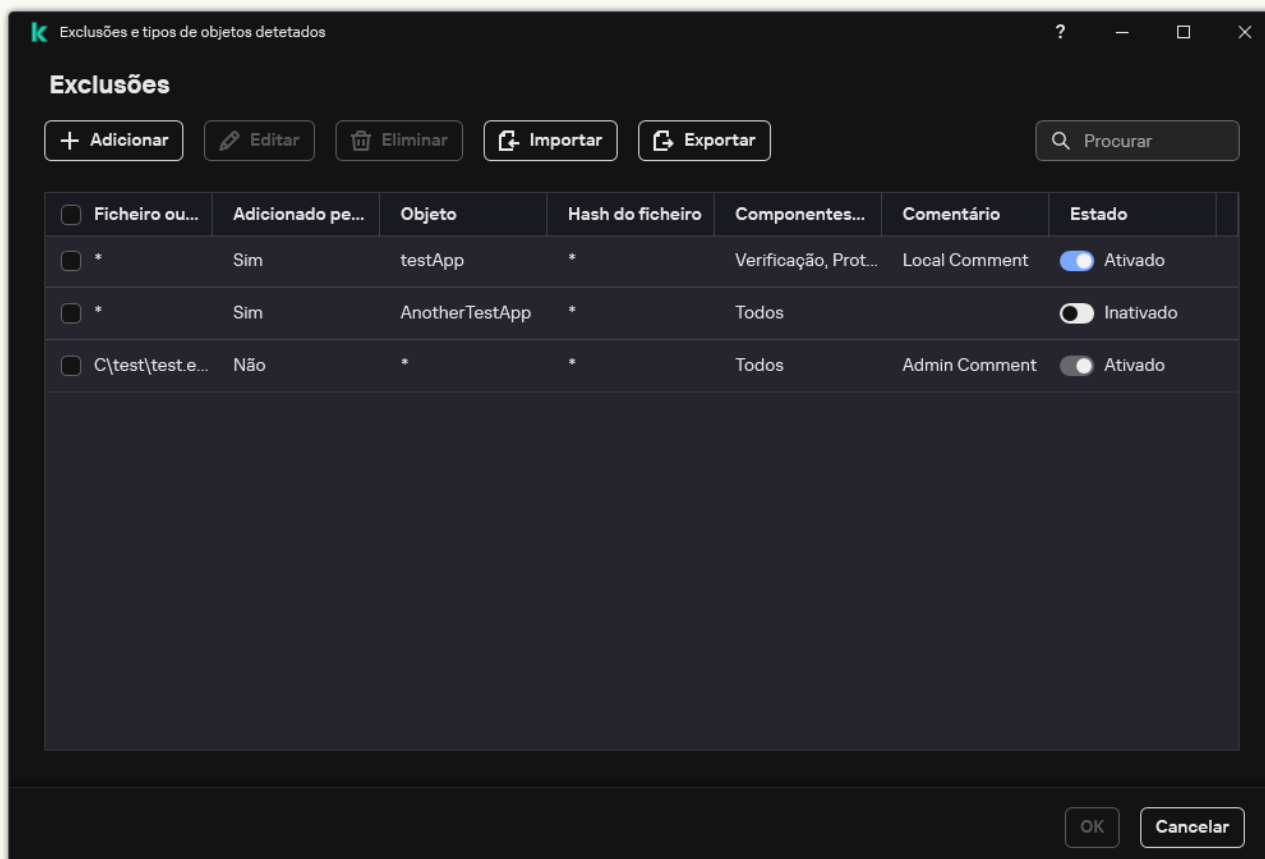 Exclusões e tipos de objetos detetados
?
Exclusões
Adicionar Editar Eliminar Importar Exportar Procurar
Ficheiro ou... Adicionado pe... Objeto Hash do ficheiro Componentes... Comentário Estado
* Sim testApp * Verificação, Prot... Local Comment Ativado
* Sim AnotherTestApp * Todos Inativado
C\test\test.e... Não * * Todos Admin Comment Ativado
OK Cancelar